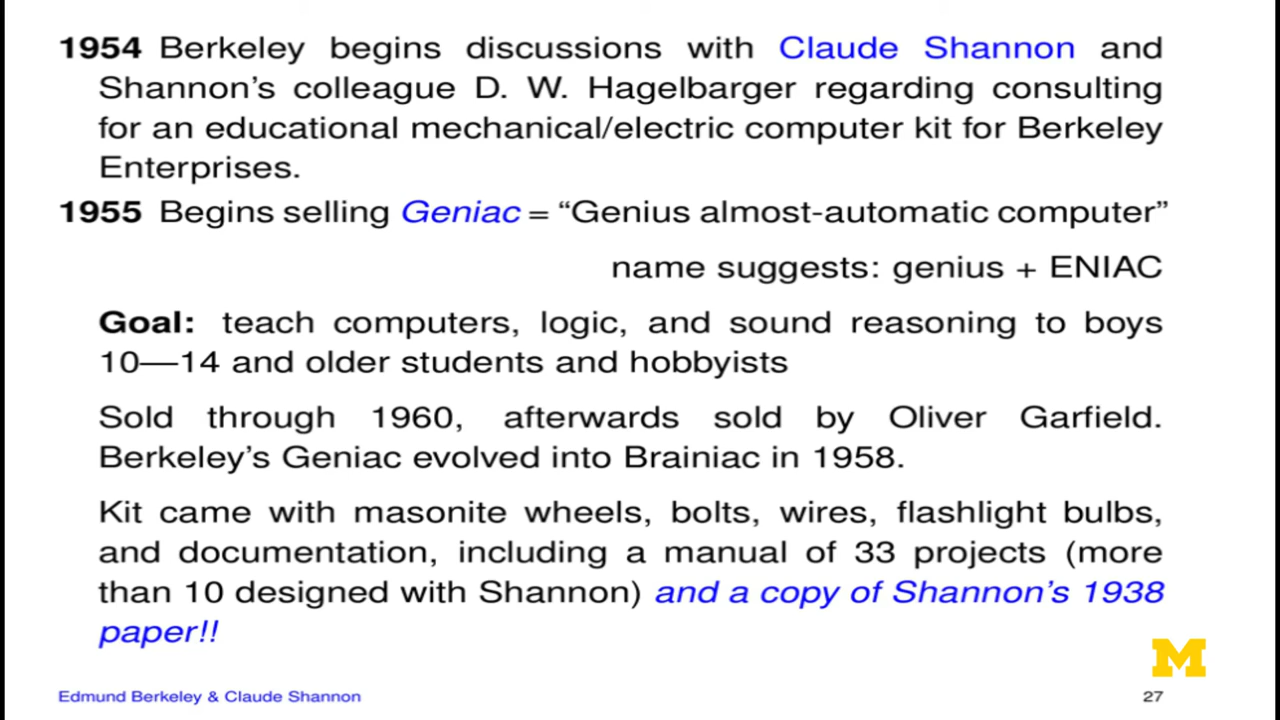 1954 Berkeley begins discussions with Claude Shannon and
Shannon's colleague D. W. Hagelbarger regarding consulting
for an educational mechanical/electric computer kit for Berkeley
Enterprises.
1955 Begins selling Geniac = “Genius almost-automatic computer”
name suggests: genius + ENIAC
Goal: teach computers, logic, and sound reasoning to boys
10—14 and older students and hobbyists
Sold through 1960, afterwards sold by Oliver Garfield.
Berkeley's Geniac evolved into Brainiac in 1958.
Kit came with masonite wheels, bolts, wires, flashlight bulbs,
and documentation, including a manual of 33 projects (more
than 10 designed with Shannon) and a copy of Shannon's 1938
paper!!
M
Edmund Berkeley & Claude Shannon
27